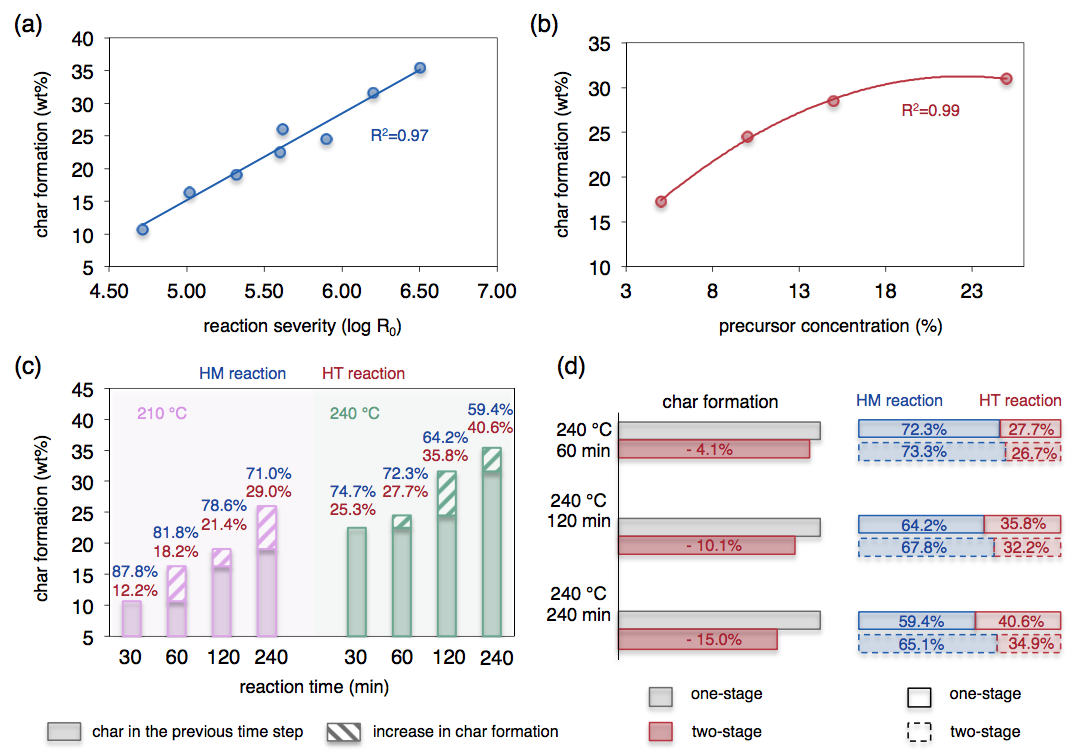 (a)
40
35
30
25
20
15
10
5
char formation (wt%)
R²=0.97
4.50 5.00 5.50 6.00 6.50 7.00
reaction severity (log R₀)
(b)
35
30
25
20
15
10
char formation (wt%)
R²=0.99
3 8 13 18 23
precursor concentration (%)
(c)
HM reaction HT reaction
45
40
35
30
25
20
15
10
5
char formation (wt%)
210 °C
240 °C
87.8%
12.2%
81.8%
18.2%
78.6%
21.4%
71.0%
29.0%
74.7%
25.3%
72.3%
27.7%
64.2%
35.8%
59.4%
40.6%
30 60 120 240 30 60 120 240
reaction time (min)
char in the previous time step
increase in char formation
(d)
char formation
HM reaction HT reaction
240 °C
60 min
- 4.1%
72.3% 27.7%
73.3% 26.7%
240 °C
120 min
- 10.1%
64.2% 35.8%
67.8% 32.2%
240 °C
240 min
- 15.0%
59.4% 40.6%
65.1% 34.9%
one-stage
two-stage
one-stage
two-stage